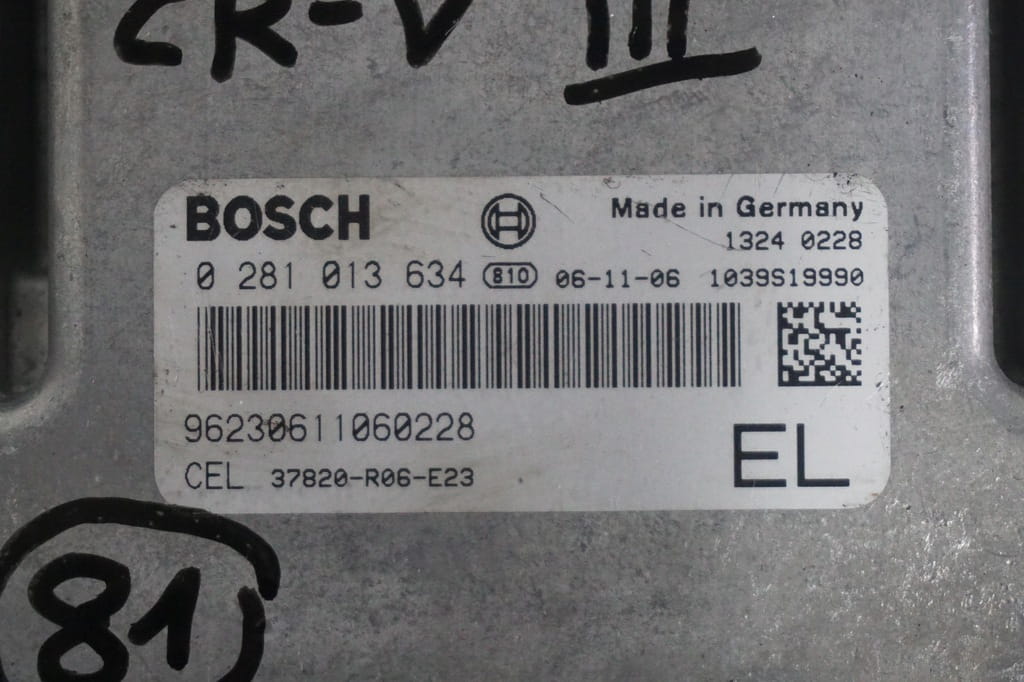 CR-V III
BOSCH
Made in Germany
1324 0228
0 281 013 634 810 06-11-06 1039S19990
96230611060228
CEL 37820-R06-E23
EL
81